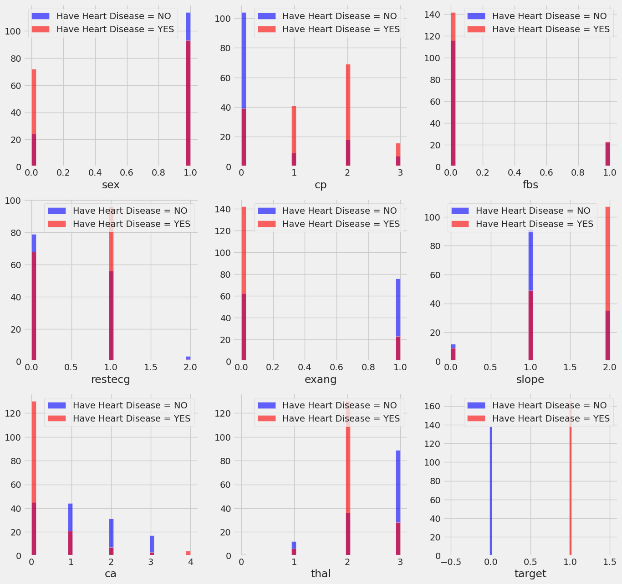 Have Heart Disease = NO
Have Heart Disease = YES
100
80
60
40
20
0
0.0 0.2 0.4 0.6 0.8 1.0
sex
Have Heart Disease = NO
Have Heart Disease = YES
100
80
60
40
20
0
0 1 2 3
cp
Have Heart Disease = NO
Have Heart Disease = YES
140
120
100
80
60
40
20
0
0.0 0.2 0.4 0.6 0.8 1.0
fbs
Have Heart Disease = NO
Have Heart Disease = YES
100
80
60
40
20
0
0.0 0.5 1.0 1.5 2.0
restecg
Have Heart Disease = NO
Have Heart Disease = YES
140
120
100
80
60
40
20
0
0.0 0.2 0.4 0.6 0.8 1.0
exang
Have Heart Disease = NO
Have Heart Disease = YES
100
80
60
40
20
0
0.0 0.5 1.0 1.5 2.0
slope
Have Heart Disease = NO
Have Heart Disease = YES
120
100
80
60
40
20
0
0 1 2 3 4
ca
Have Heart Disease = NO
Have Heart Disease = YES
120
100
80
60
40
20
0
0 1 2 3
thal
Have Heart Disease = NO
Have Heart Disease = YES
160
140
120
100
80
60
40
20
0
−0.5 0.0 0.5 1.0 1.5
target